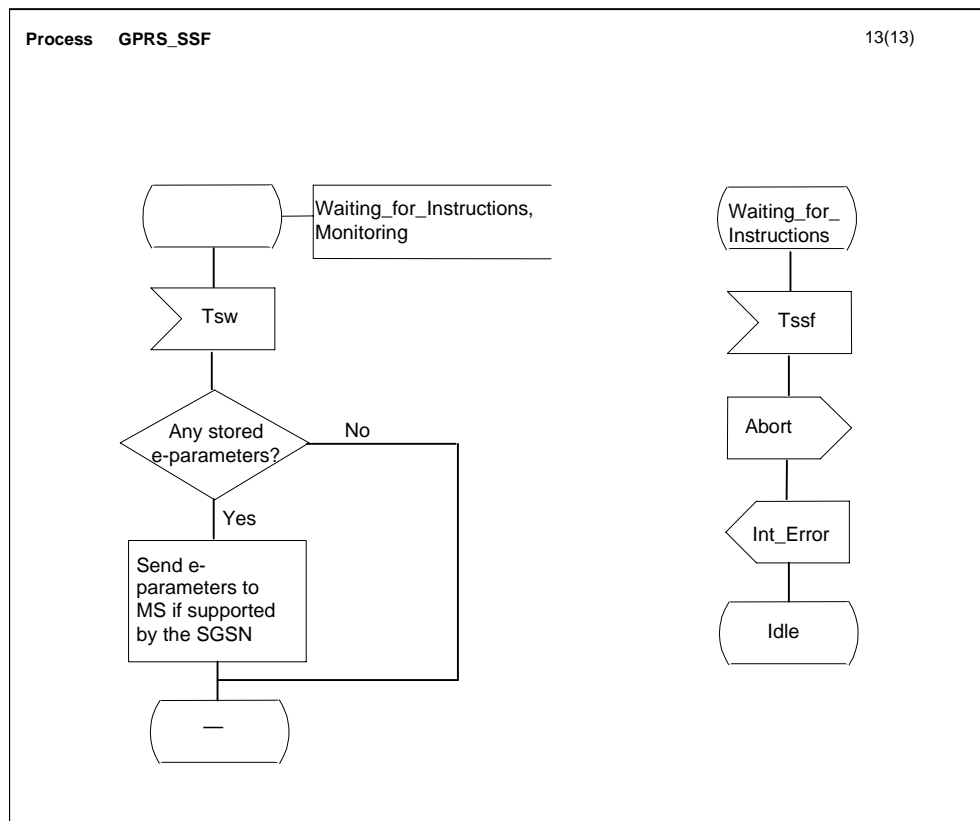 Process GPRS_SSF
13(13)
Waiting_for_Instructions,
Monitoring
Tsw
Any stored
e-parameters?
No
Yes
Send e-
parameters to
MS if supported
by the SGSN
—
Waiting_for_
Instructions
Tssf
Abort
Int_Error
Idle